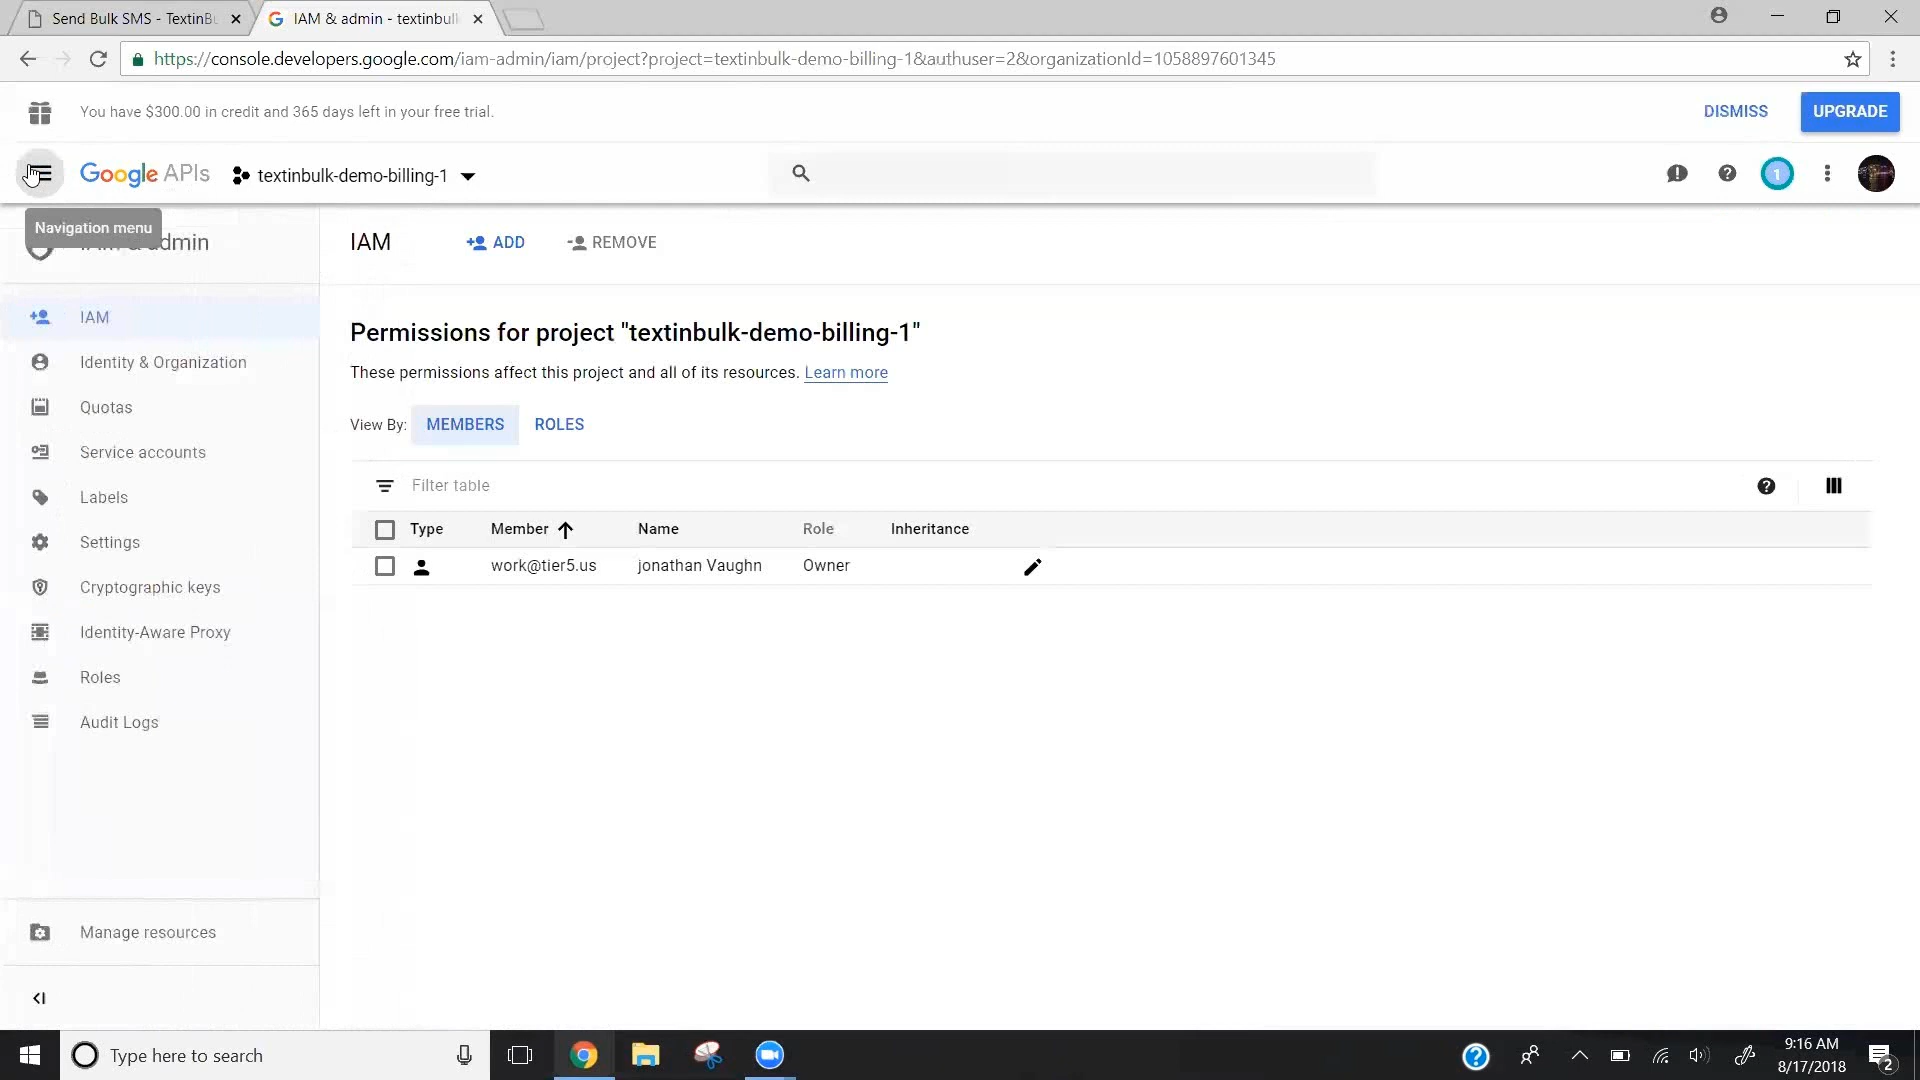 Send Bulk SMS - TextinBu
IAM & admin - textinbulk
https://console.developers.google.com/iam-admin/iam/project?project=textinbulk-demo-billing-1&authuser=2&organizationId=1058897601345
You have $300.00 in credit and 365 days left in your free trial.
DISMISS
UPGRADE
Google APIs
textinbulk-demo-billing-1
1
Navigation menu
IAM & admin
IAM
ADD
REMOVE
IAM
Identity & Organization
Quotas
Service accounts
Labels
Settings
Cryptographic keys
Identity-Aware Proxy
Roles
Audit Logs
Manage resources
Permissions for project "textinbulk-demo-billing-1"
These permissions affect this project and all of its resources. Learn more
View By: MEMBERS ROLES
Filter table
Type Member Name Role Inheritance
work@tier5.us jonathan Vaughn Owner
Type here to search
9:16 AM
8/17/2018
2